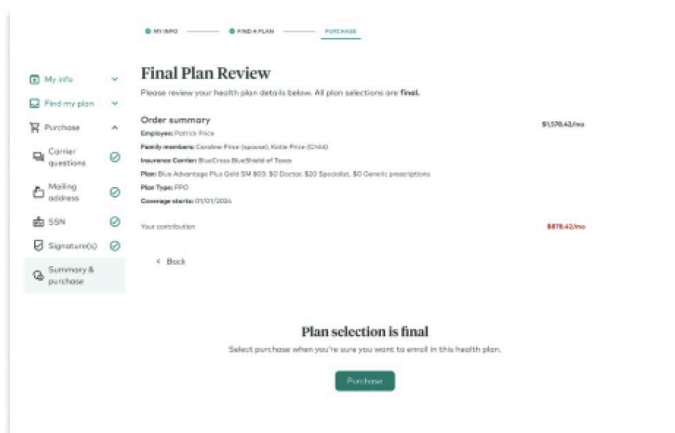 MY INFO
FIND A PLAN
PURCHASE
My info
Find my plan
Purchase
Carrier
questions
Mailing
address
SSN
Signature(s)
Summary &
purchase
Final Plan Review
Please review your health plan details below. All plan selections are final.
Order summary
$1,578.42/mo
Employee: Patrick Price
Family members: Caroline Price (spouse), Katie Price (Child)
Insurance Carrier: BlueCross BlueShield of Texas
Plan: Blue Advantage Plus Gold SM 803: $0 Doctor, $20 Specialist, $0 Generic prescriptions
Plan Type: PPO
Coverage starts: 01/01/2024
Your contribution
$878.42/mo
< Back
Plan selection is final
Select purchase when you're sure you want to enroll in this health plan.
Purchase